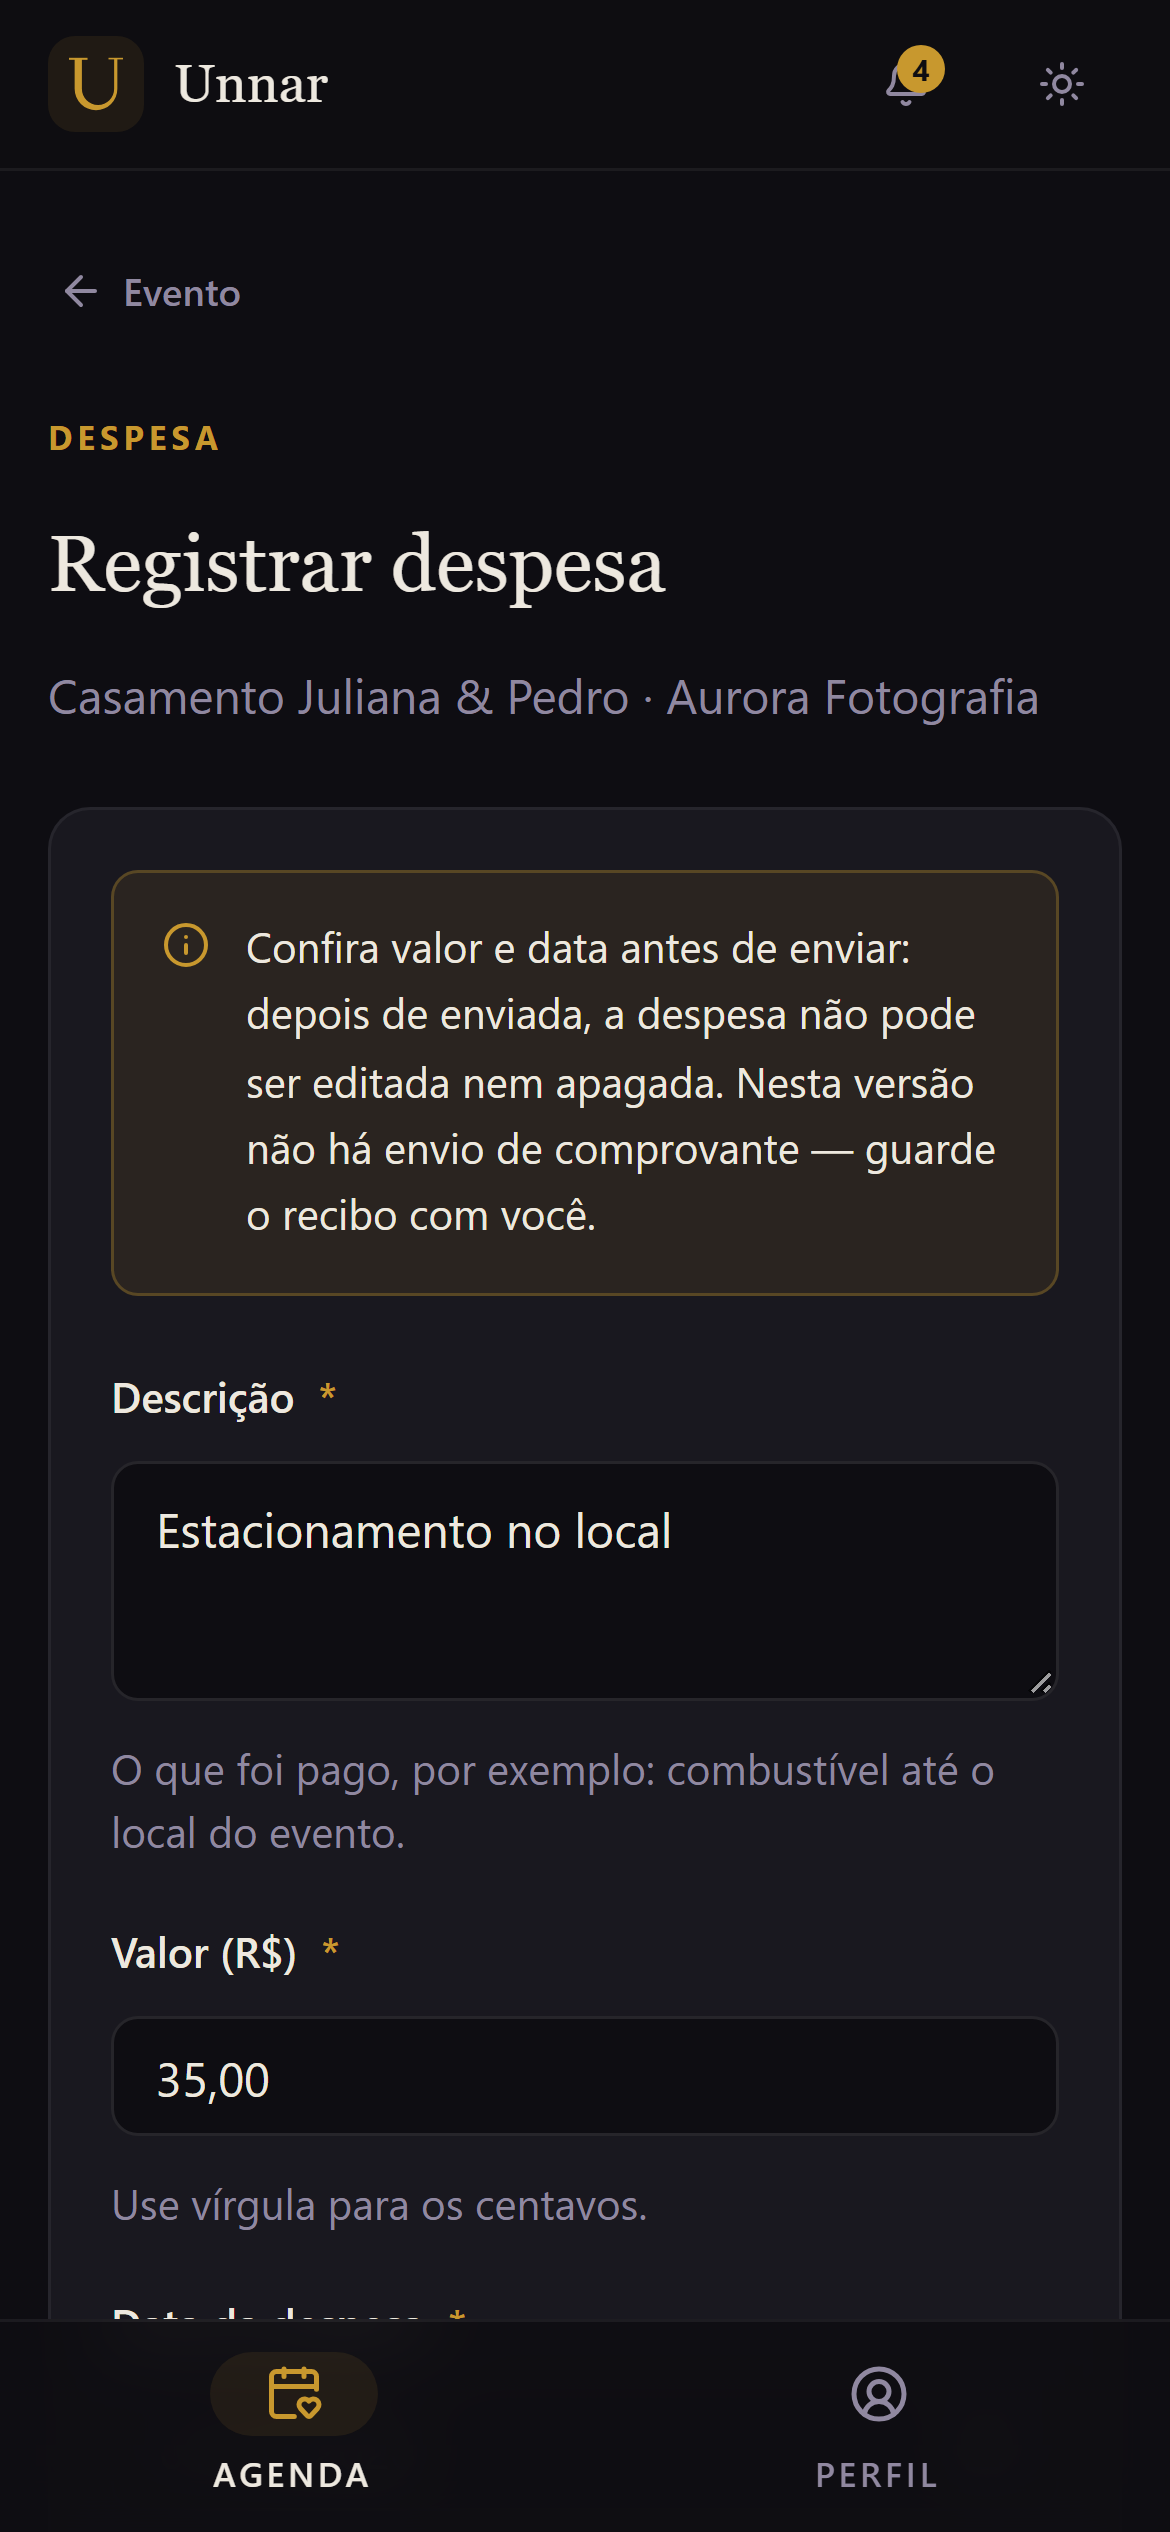 U Unnar 4
Evento
DESPESA
Registrar despesa
Casamento Juliana & Pedro · Aurora Fotografia
Confira valor e data antes de enviar:
depois de enviada, a despesa não pode
ser editada nem apagada. Nesta versão
não há envio de comprovante — guarde
o recibo com você.
Descrição *
Estacionamento no local
O que foi pago, por exemplo: combustível até o
local do evento.
Valor (R$) *
35,00
Use vírgula para os centavos.
AGENDA PERFIL